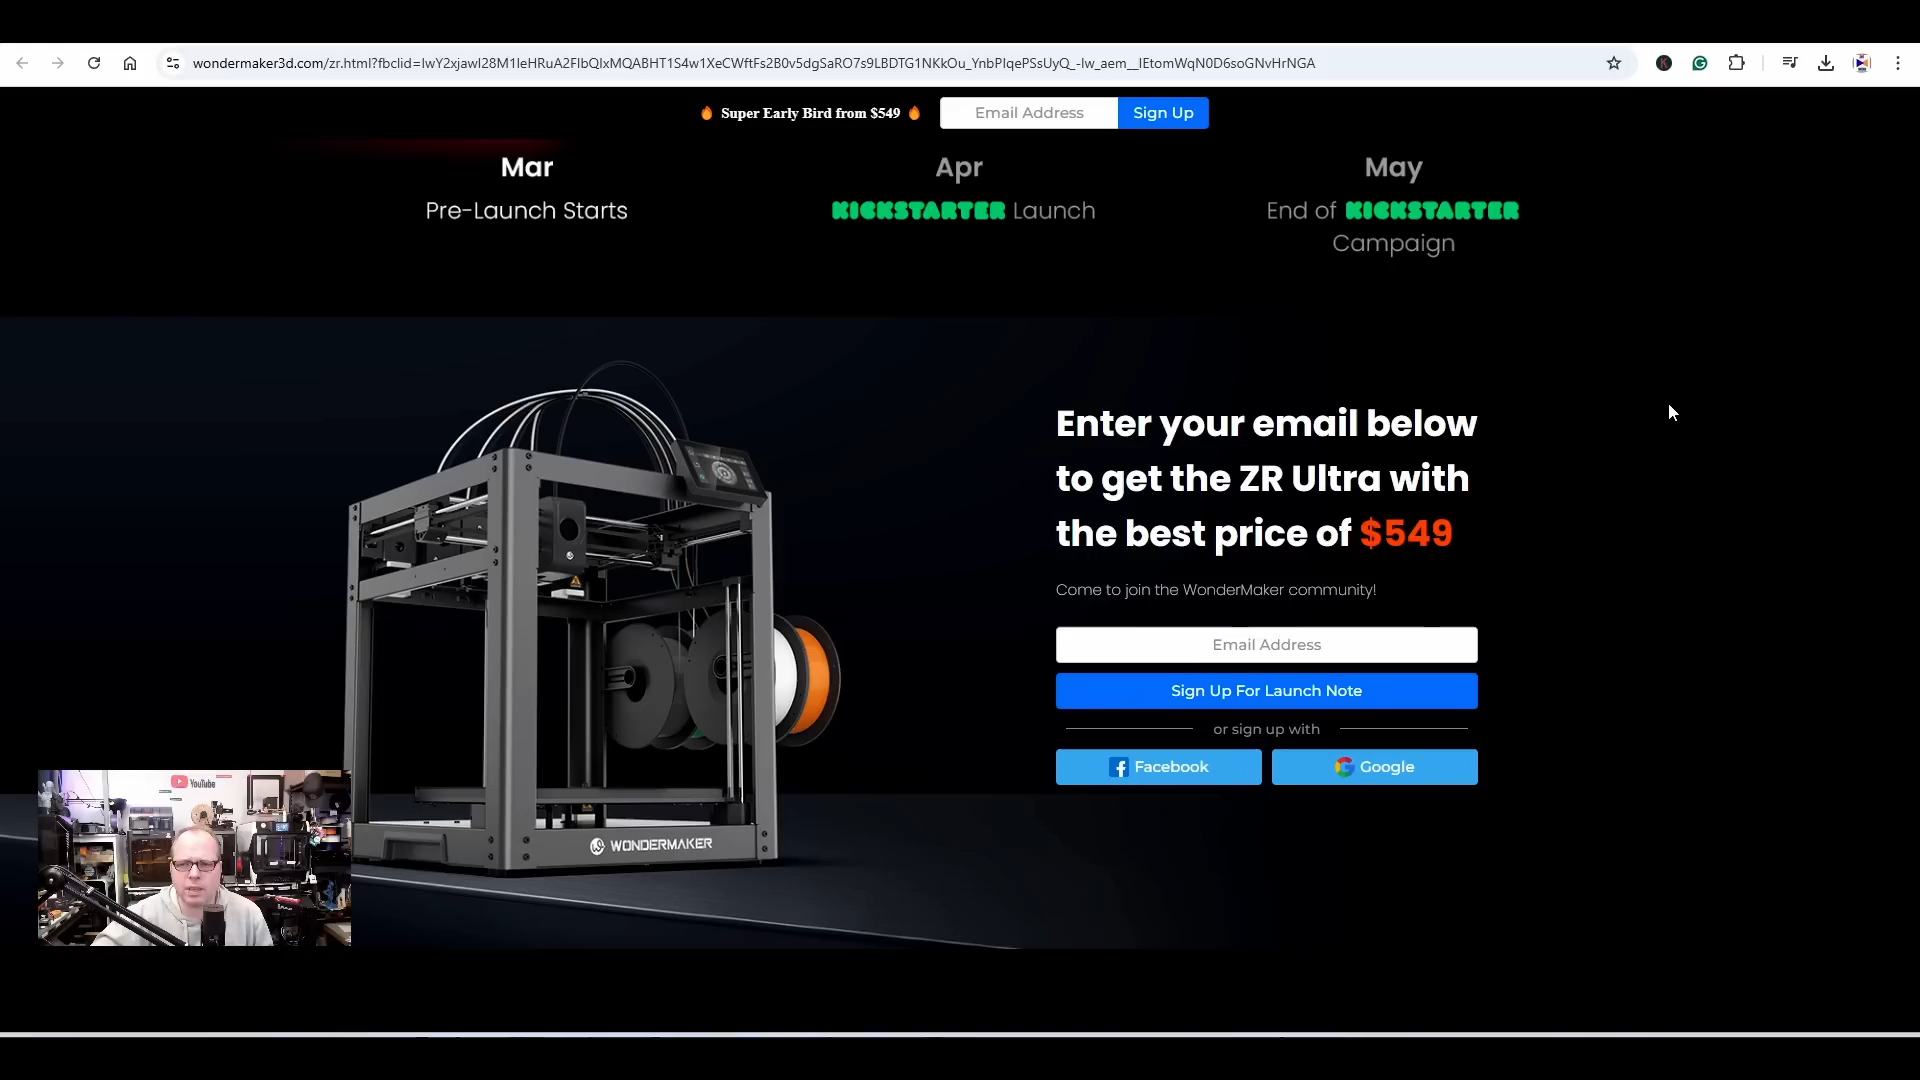 wondermaker3d.com/zr.html?fbclid=IwY2xjawI28M1leHRuA2FlbQIxMQABHT1S4w1XeCWftFs2B0v5dgSaRO7s9LBDTG1NKkOu_YnbPIqePSsUyQ_-Iw_aem__lEtomWqN0D6soGNvHrNGA
Super Early Bird from $549
Email Address
Sign Up
Mar
Pre-Launch Starts
Apr
KICKSTARTER Launch
May
End of KICKSTARTER
Campaign
Enter your email below
to get the ZR Ultra with
the best price of $549
Come to join the WonderMaker community!
Email Address
Sign Up For Launch Note
or sign up with
Facebook
Google
WONDERMAKER
YouTube